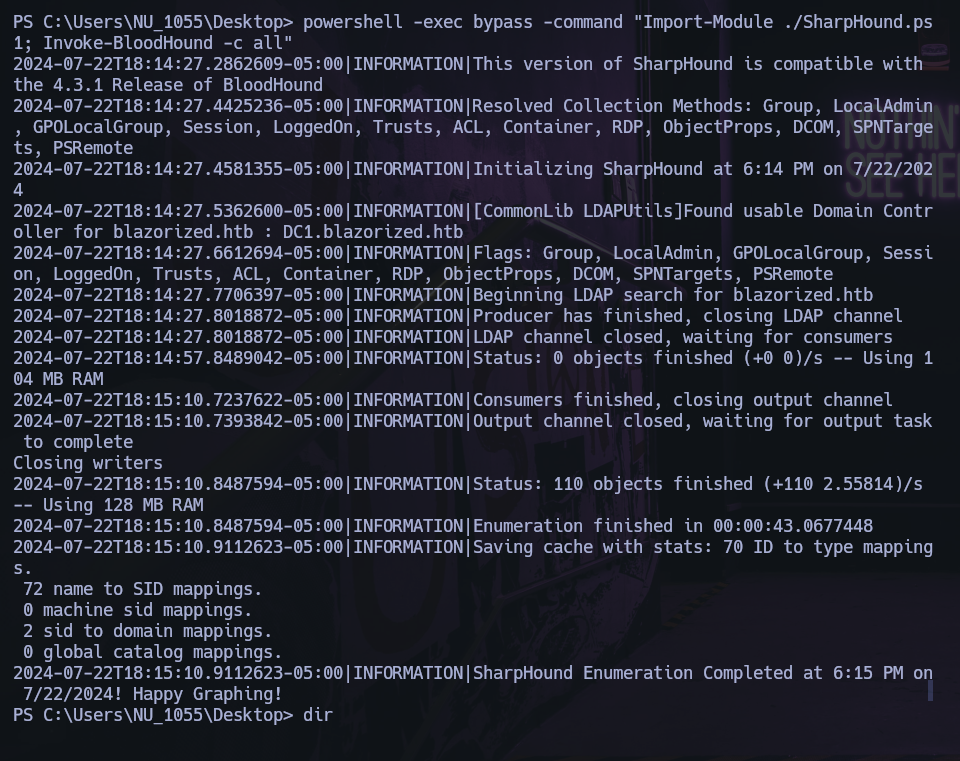 PS C:\Users\NU_1055\Desktop> powershell -exec bypass -command "Import-Module ./SharpHound.ps
1; Invoke-BloodHound -c all"
2024-07-22T18:14:27.2862609-05:00|INFORMATION|This version of SharpHound is compatible with
the 4.3.1 Release of BloodHound
2024-07-22T18:14:27.4425236-05:00|INFORMATION|Resolved Collection Methods: Group, LocalAdmin
, GPOLocalGroup, Session, LoggedOn, Trusts, ACL, Container, RDP, ObjectProps, DCOM, SPNTarge
ts, PSRemote
2024-07-22T18:14:27.4581355-05:00|INFORMATION|Initializing SharpHound at 6:14 PM on 7/22/202
4
2024-07-22T18:14:27.5362600-05:00|INFORMATION|[CommonLib LDAPUtils]Found usable Domain Contr
oller for blazorized.htb : DC1.blazorized.htb
2024-07-22T18:14:27.6612694-05:00|INFORMATION|Flags: Group, LocalAdmin, GPOLocalGroup, Sessi
on, LoggedOn, Trusts, ACL, Container, RDP, ObjectProps, DCOM, SPNTargets, PSRemote
2024-07-22T18:14:27.7706397-05:00|INFORMATION|Beginning LDAP search for blazorized.htb
2024-07-22T18:14:27.8018872-05:00|INFORMATION|Producer has finished, closing LDAP channel
2024-07-22T18:14:27.8018872-05:00|INFORMATION|LDAP channel closed, waiting for consumers
2024-07-22T18:14:57.8489042-05:00|INFORMATION|Status: 0 objects finished (+0 0)/s -- Using 1
04 MB RAM
2024-07-22T18:15:10.7237622-05:00|INFORMATION|Consumers finished, closing output channel
2024-07-22T18:15:10.7393842-05:00|INFORMATION|Output channel closed, waiting for output task
 to complete
Closing writers
2024-07-22T18:15:10.8487594-05:00|INFORMATION|Status: 110 objects finished (+110 2.55814)/s
-- Using 128 MB RAM
2024-07-22T18:15:10.8487594-05:00|INFORMATION|Enumeration finished in 00:00:43.0677448
2024-07-22T18:15:10.9112623-05:00|INFORMATION|Saving cache with stats: 70 ID to type mapping
s.
 72 name to SID mappings.
 0 machine sid mappings.
 2 sid to domain mappings.
 0 global catalog mappings.
2024-07-22T18:15:10.9112623-05:00|INFORMATION|SharpHound Enumeration Completed at 6:15 PM on
 7/22/2024! Happy Graphing!
PS C:\Users\NU_1055\Desktop> dir
NOTHIN'
SEE HE